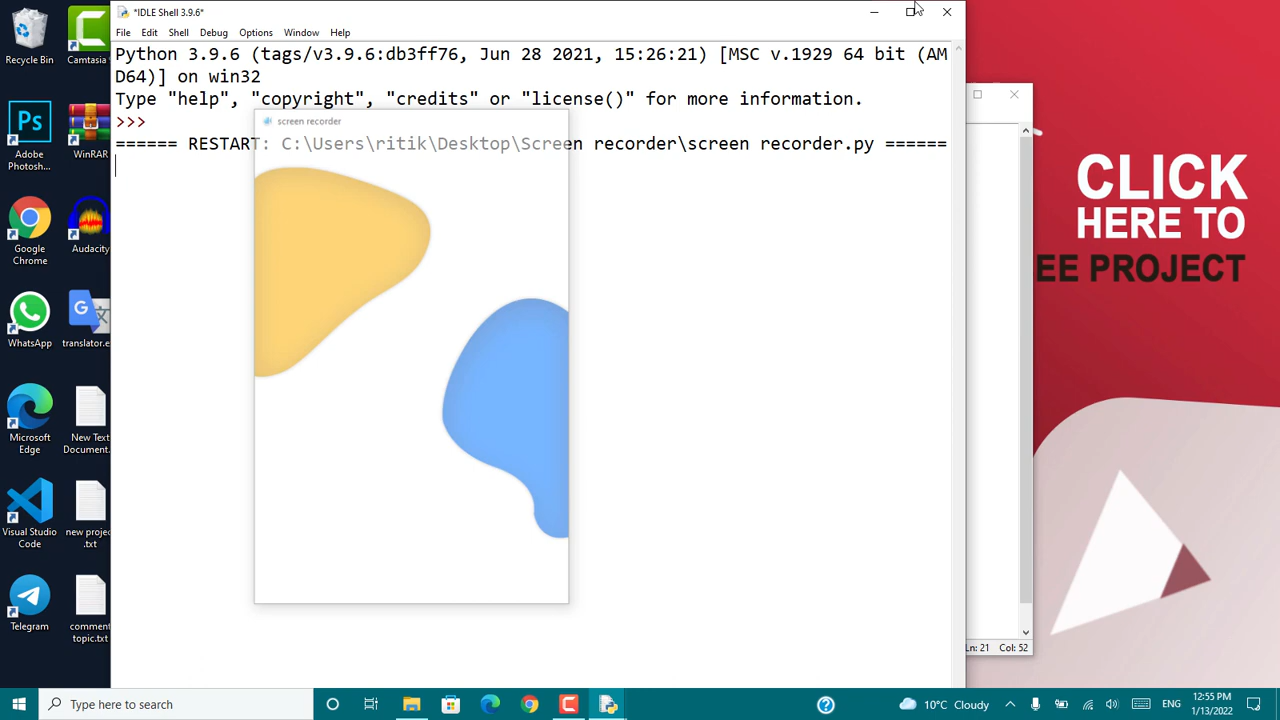 *IDLE Shell 3.9.6*
File Edit Shell Debug Options Window Help
Python 3.9.6 (tags/v3.9.6:db3ff76, Jun 28 2021, 15:26:21) [MSC v.1929 64 bit (AM
D64)] on win32
Type "help", "copyright", "credits" or "license()" for more information.
>>>
====== RESTART: C:\Users\ritik\Desktop\Screen recorder\screen recorder.py ======
screen recorder
Recycle Bin
Camtasia
Adobe
Photosh...
WinRAR
Google
Chrome
Audacity
WhatsApp
translator.e
Microsoft
Edge
New Text
Document.
Visual Studio
Code
new projec
.txt
Telegram
comment
topic.txt
CLICK
HERE TO
EE PROJECT
Ln: 21 Col: 52
Type here to search
10°C Cloudy
ENG
12:55 PM
1/13/2022